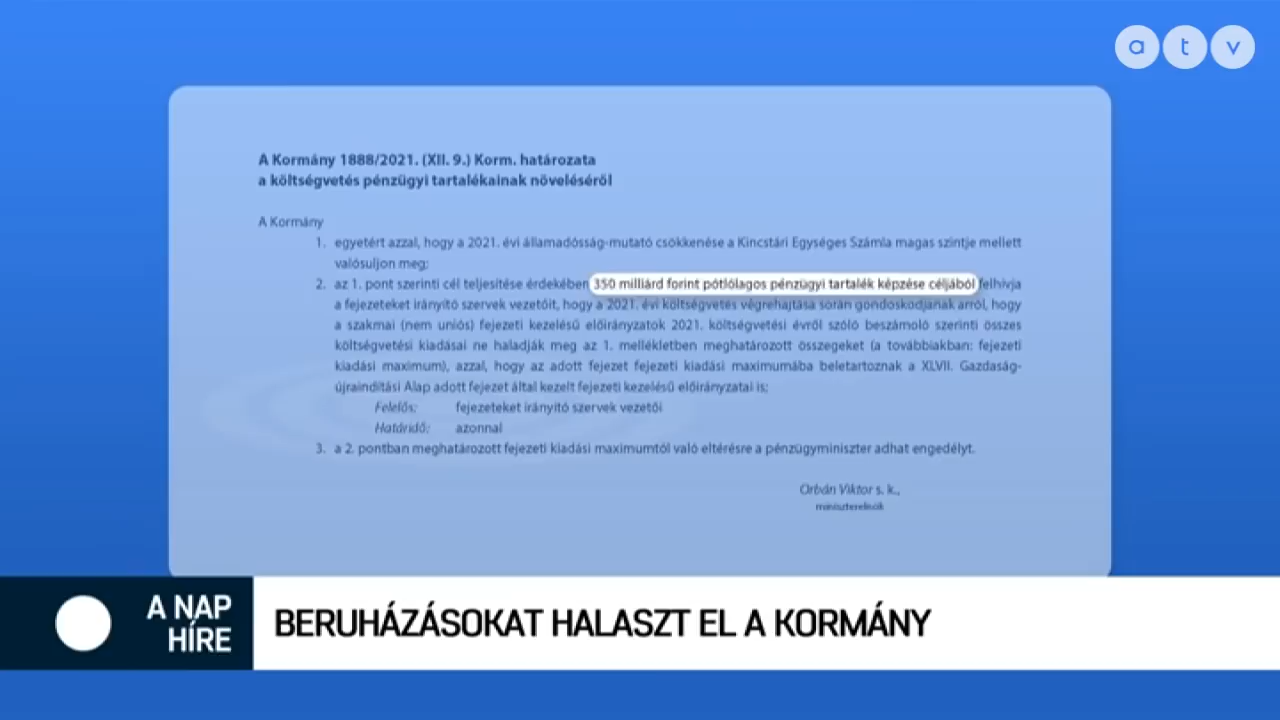 a t v
A Kormány 1888/2021. (XII. 9.) Korm. határozata
a költségvetés pénzügyi tartalékainak növeléséről
A Kormány
1. egyetért azzal, hogy a 2021. évi államadósság-mutató csökkenése a Kincstári Egységes Számla magas szintje mellett
valósuljon meg;
2. az 1. pont szerinti cél teljesítése érdekében 350 milliárd forint pótlólagos pénzügyi tartalék képzése céljából felhívja
a fejezeteket irányító szervek vezetőit, hogy a 2021. évi költségvetés végrehajtása során gondoskodjanak arról, hogy
a szakmai (nem uniós) fejezeti kezelésű előirányzatok 2021. költségvetési évről szóló beszámoló szerinti összes
költségvetési kiadásai ne haladják meg az 1. mellékletben meghatározott összegeket (a továbbiakban: fejezeti
kiadási maximum), azzal, hogy az adott fejezet fejezeti kiadási maximumába beletartoznak a XLVII. Gazdaság-
újraindítási Alap adott fejezet által kezelt fejezeti kezelésű előirányzatai is;
Felelős: fejezeteket irányító szervek vezetői
Határidő: azonnal
3. a 2. pontban meghatározott fejezeti kiadási maximumtól való eltérésre a pénzügyminiszter adhat engedélyt.
Orbán Viktor s. k.,
miniszterelnök
A NAP
HÍRE
BERUHÁZÁSOKAT HALASZT EL A KORMÁNY